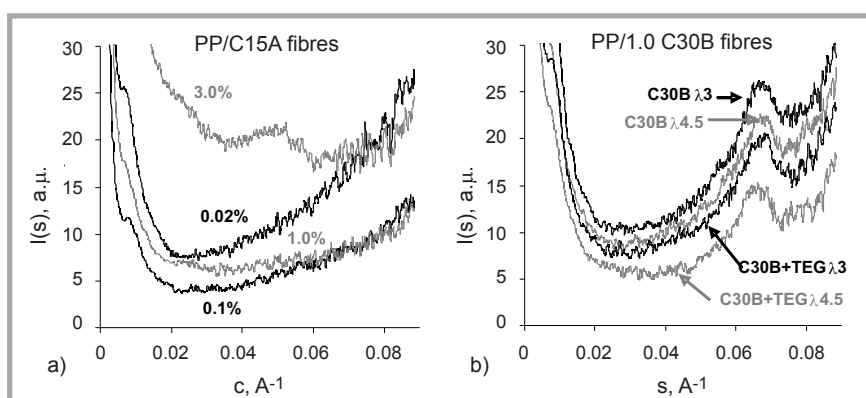 PP/C15A fibres
30
25
20
15
10
5
0
I(s), a.µ.
3.0%
0.02%
1.0%
0.1%
0
0.02
0.04
0.06
0.08
a)
c, A-1
PP/1.0 C30B fibres
30
25
20
15
10
5
0
I(s), a.µ.
C30B λ3
C30B λ4.5
C30B+TEG λ3
C30B+TEG λ4.5
0
0.02
0.04
0.06
0.08
b)
s, A-1